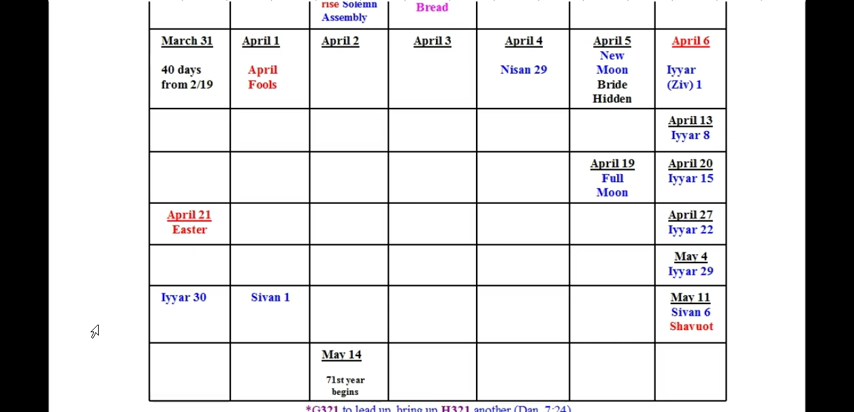 rise Solemn
Assembly
Bread
March 31
40 days
from 2/19
April 1
April
Fools
April 2
April 3
April 4
Nisan 29
April 5
New
Moon
Bride
Hidden
April 6
Iyyar
(Ziv) 1
April 13
Iyyar 8
April 19
Full
Moon
April 20
Iyyar 15
April 21
Easter
April 27
Iyyar 22
May 4
Iyyar 29
Iyyar 30
Sivan 1
May 11
Sivan 6
Shavuot
May 14
71st year
begins
*G321 to lead up, bring up H321 another (Dan. 7:24)